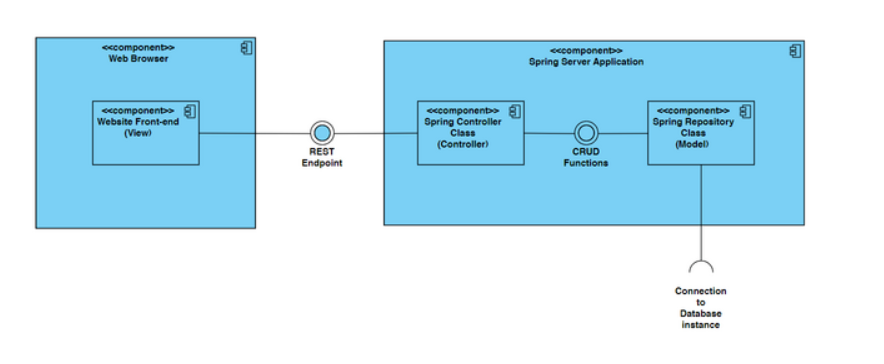 <<component>>
Web Browser
<<component>>
Website Front-end
(View)
REST
Endpoint
<<component>>
Spring Server Application
<<component>>
Spring Controller
Class
(Controller)
CRUD
Functions
<<component>>
Spring Repository
Class
(Model)
Connection
to
Database
instance